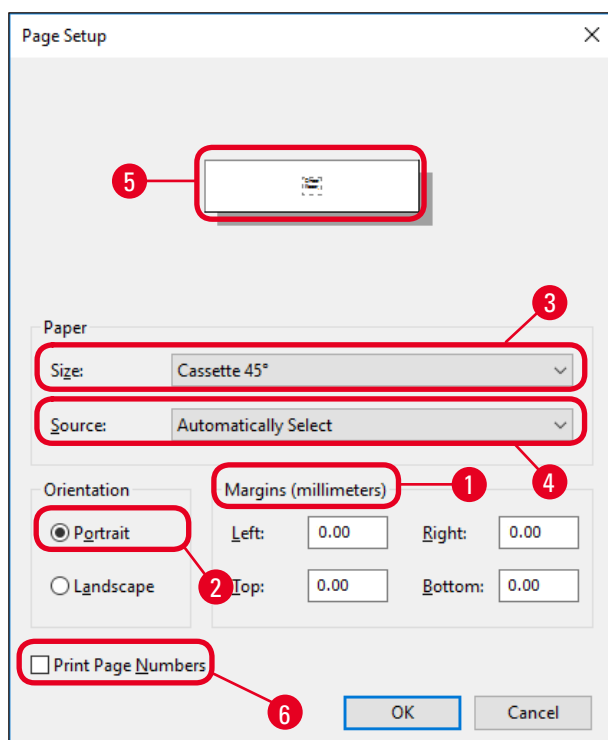 Page Setup
5
3
Paper
Size: Cassette 45°
Source: Automatically Select
4
Orientation
Margins (millimeters)
1
Portrait
Left: 0.00 Right: 0.00
2
Landscape
Top: 0.00 Bottom: 0.00
Print Page Numbers
6
OK Cancel